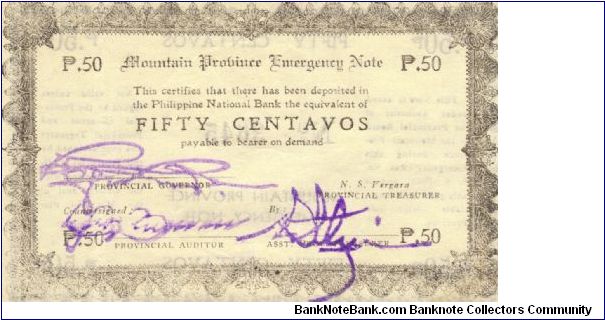 ₱.50 Mountain Province Emergency Note ₱.50
This certifies that there has been deposited in
the Philippine National Bank the equivalent of
FIFTY CENTAVOS
payable to bearer on demand
PROVINCIAL GOVERNOR
N. S. Vergara
PROVINCIAL TREASURER
Countersigned: By:
₱.50 ₱.50
PROVINCIAL AUDITOR ASST.
BankNoteBank.com Banknote Collectors Community